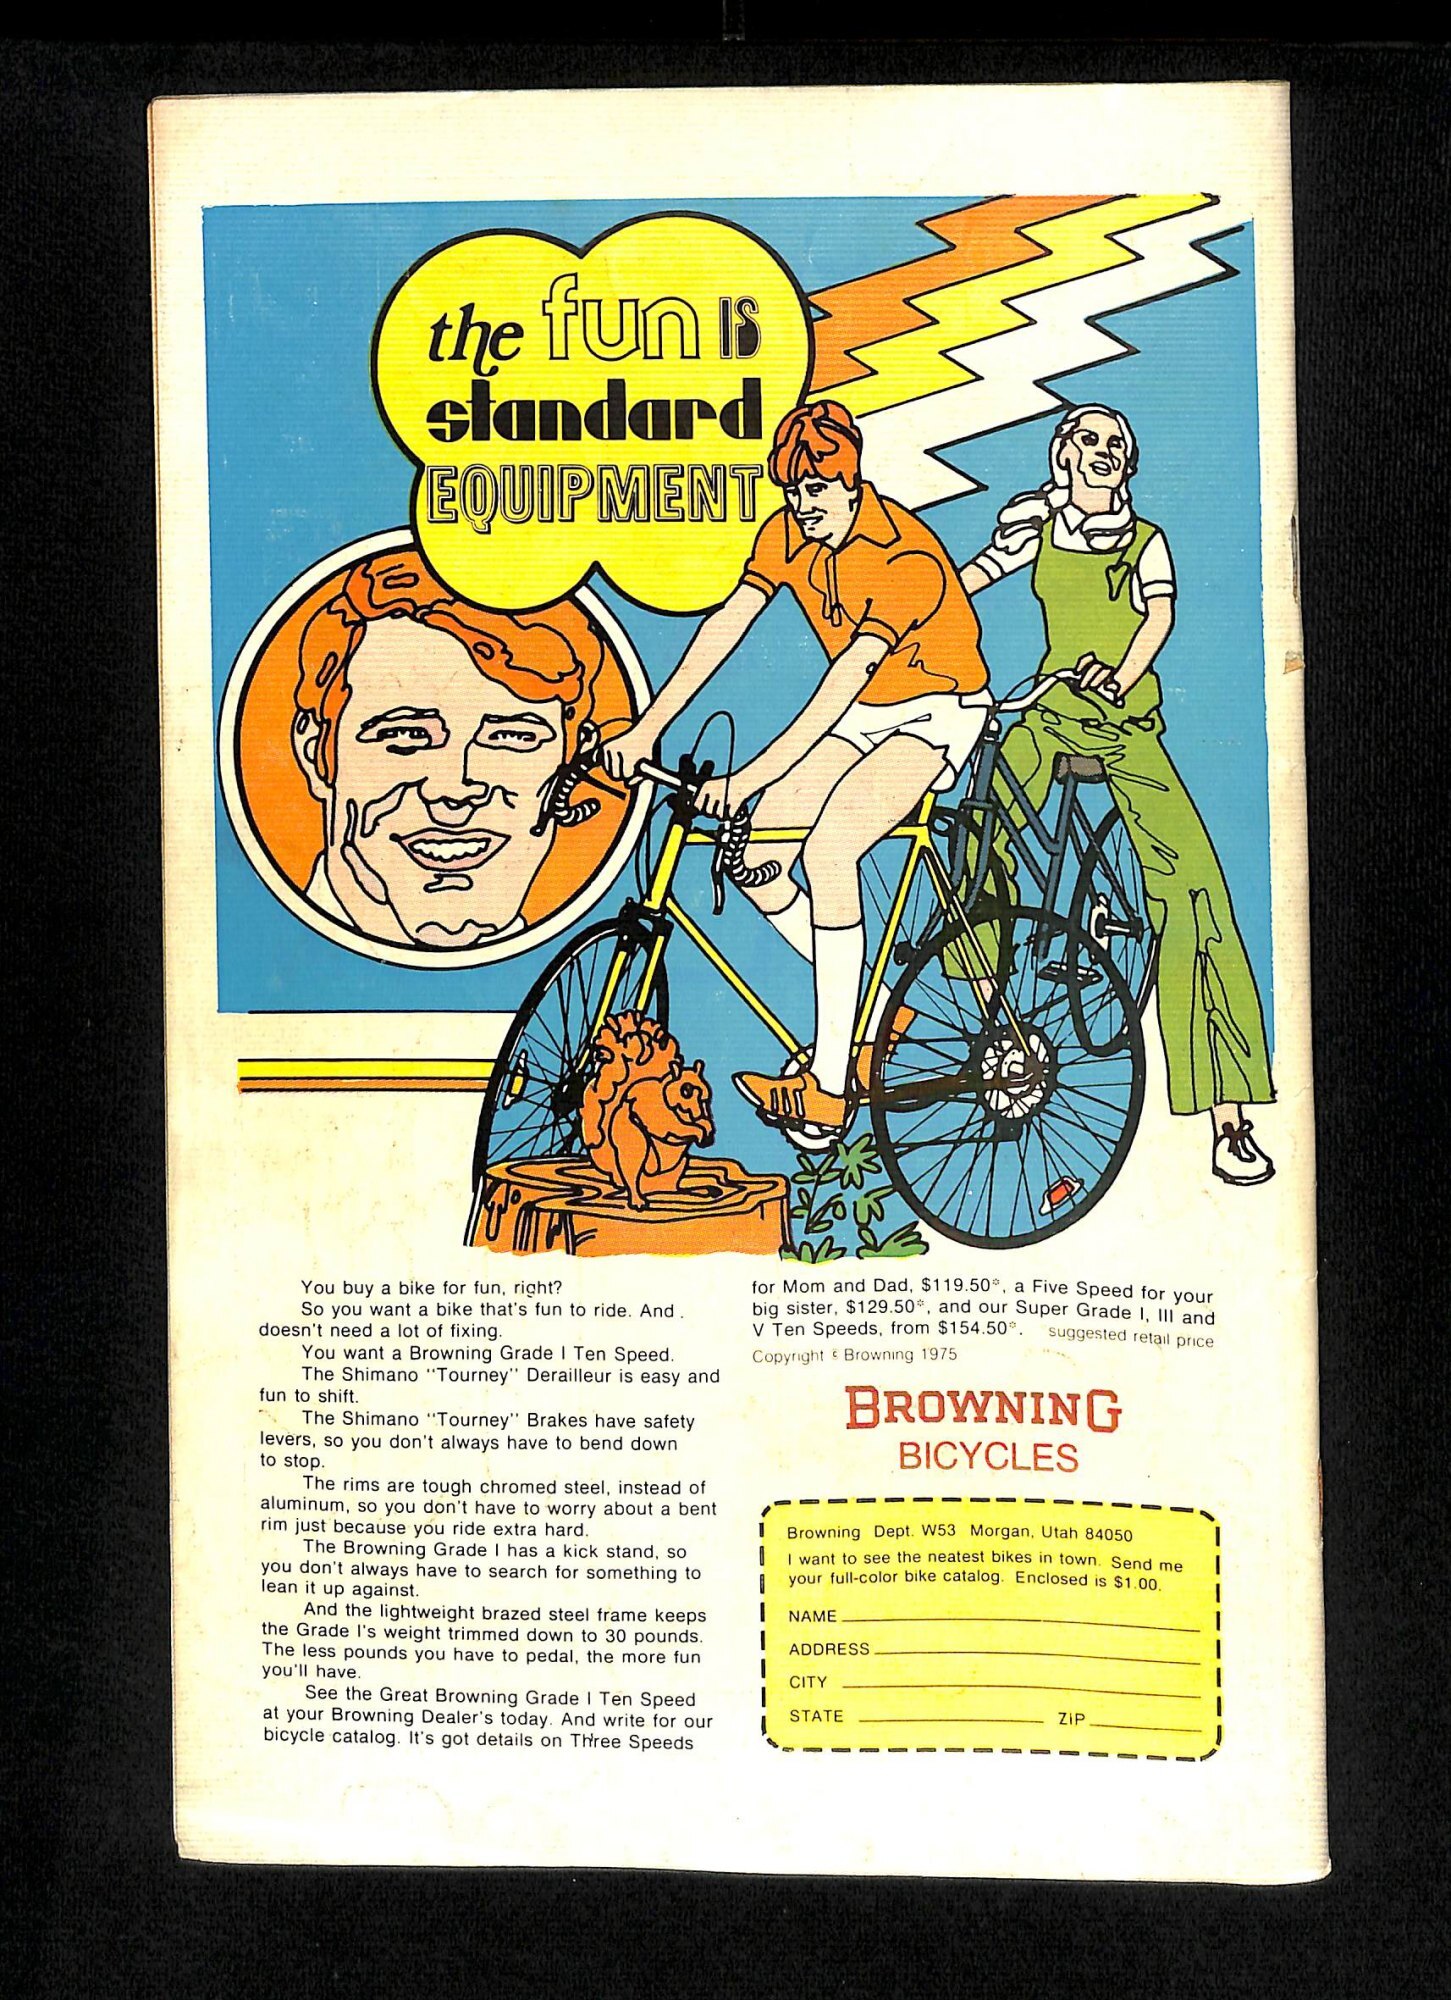 the fun IS
standard
EQUIPMENT
You buy a bike for fun, right?
So you want a bike that's fun to ride. And
doesn't need a lot of fixing.
You want a Browning Grade I Ten Speed.
The Shimano "Tourney" Derailleur is easy and
fun to shift.
The Shimano "Tourney" Brakes have safety
levers, so you don't always have to bend down
to stop.
The rims are tough chromed steel, instead of
aluminum, so you don't have to worry about a bent
rim just because you ride extra hard.
The Browning Grade I has a kick stand, so
you don't always have to search for something to
lean it up against.
And the lightweight brazed steel frame keeps
the Grade I's weight trimmed down to 30 pounds.
The less pounds you have to pedal, the more fun
you'll have.
See the Great Browning Grade I Ten Speed
at your Browning Dealer's today. And write for our
bicycle catalog. It's got details on Three Speeds
for Mom and Dad, $119.50*, a Five Speed for your
big sister, $129.50*, and our Super Grade I, III and
V Ten Speeds, from $154.50*. suggested retail price
Copyright © Browning 1975
BROWNING
BICYCLES
Browning Dept. W53 Morgan, Utah 84050
I want to see the neatest bikes in town. Send me
your full-color bike catalog. Enclosed is $1.00.
NAME
ADDRESS
CITY
STATE ZIP